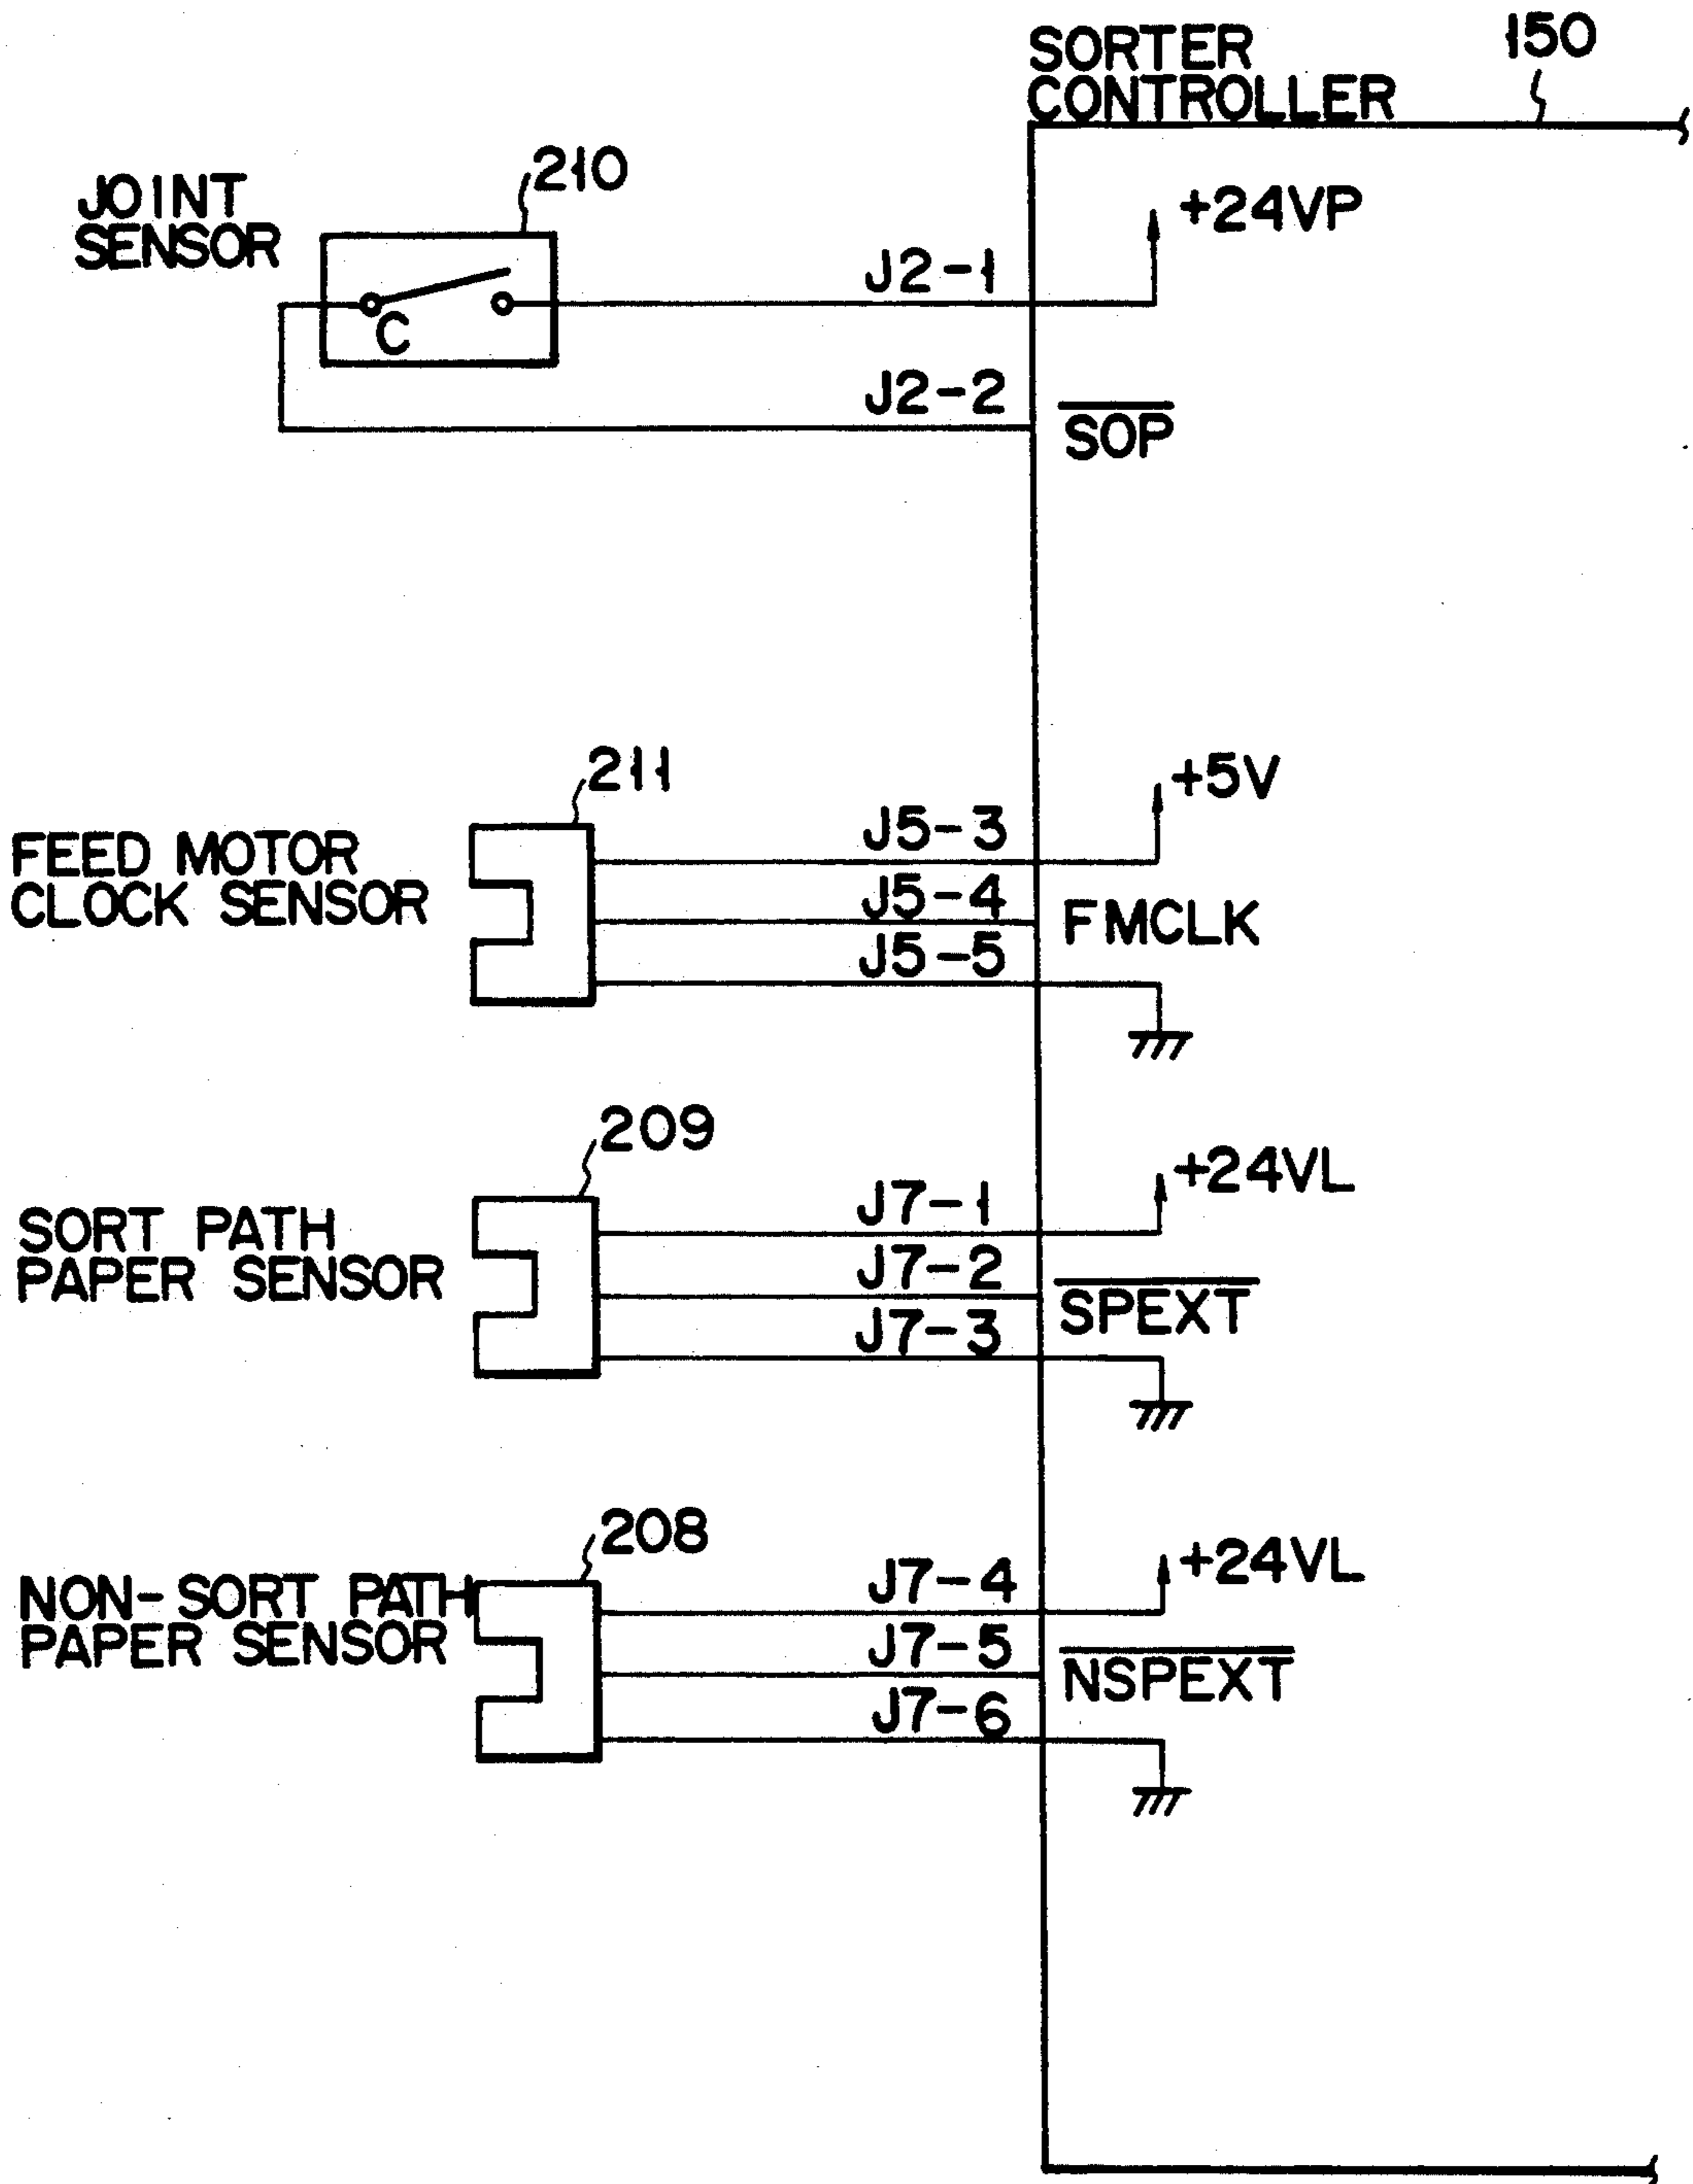 SORTER
CONTROLLER
150
JOINT
SENSOR
210
C
J2-1
+24VP
J2-2
SOP
FEED MOTOR
CLOCK SENSOR
211
J5-3
+5V
J5-4
FMCLK
J5-5
SORT PATH
PAPER SENSOR
209
J7-1
+24VL
J7-2
SPEXT
J7-3
NON-SORT PATH
PAPER SENSOR
208
J7-4
+24VL
J7-5
NSPEXT
J7-6